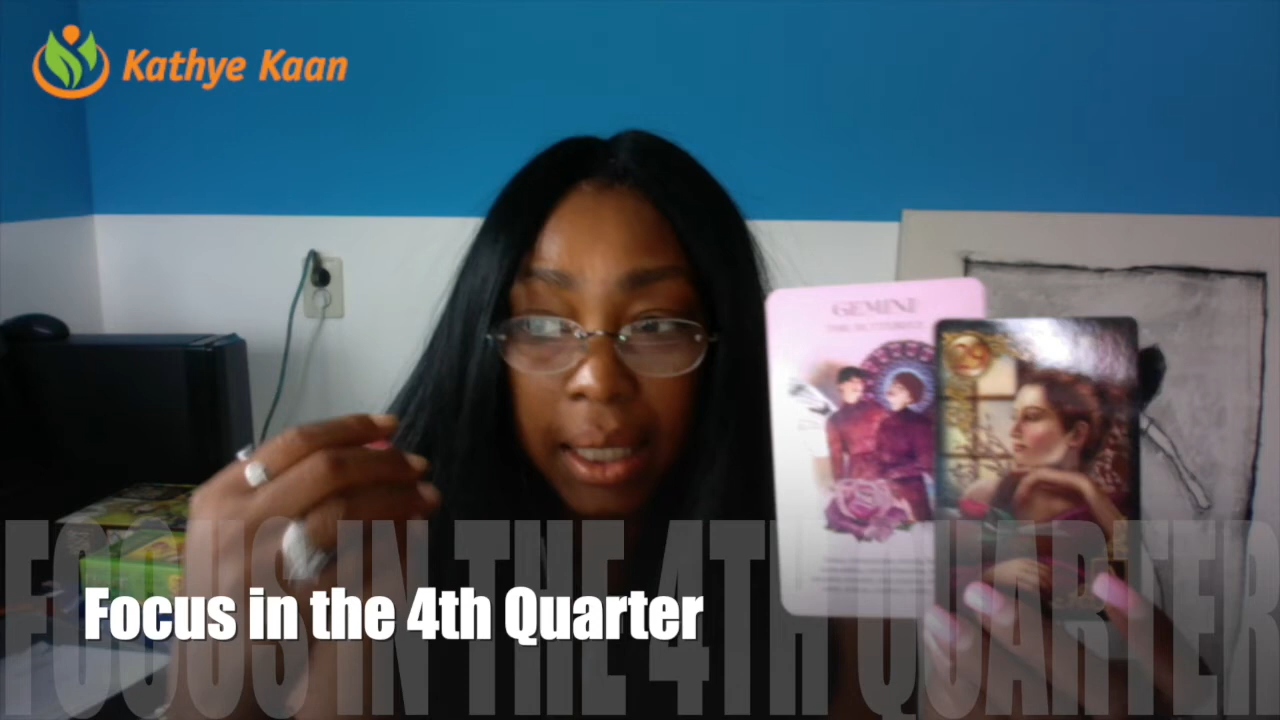 Kathye Kaan
GEMINI
Focus in the 4th Quarter
FOCUS IN THE 4TH QUARTER